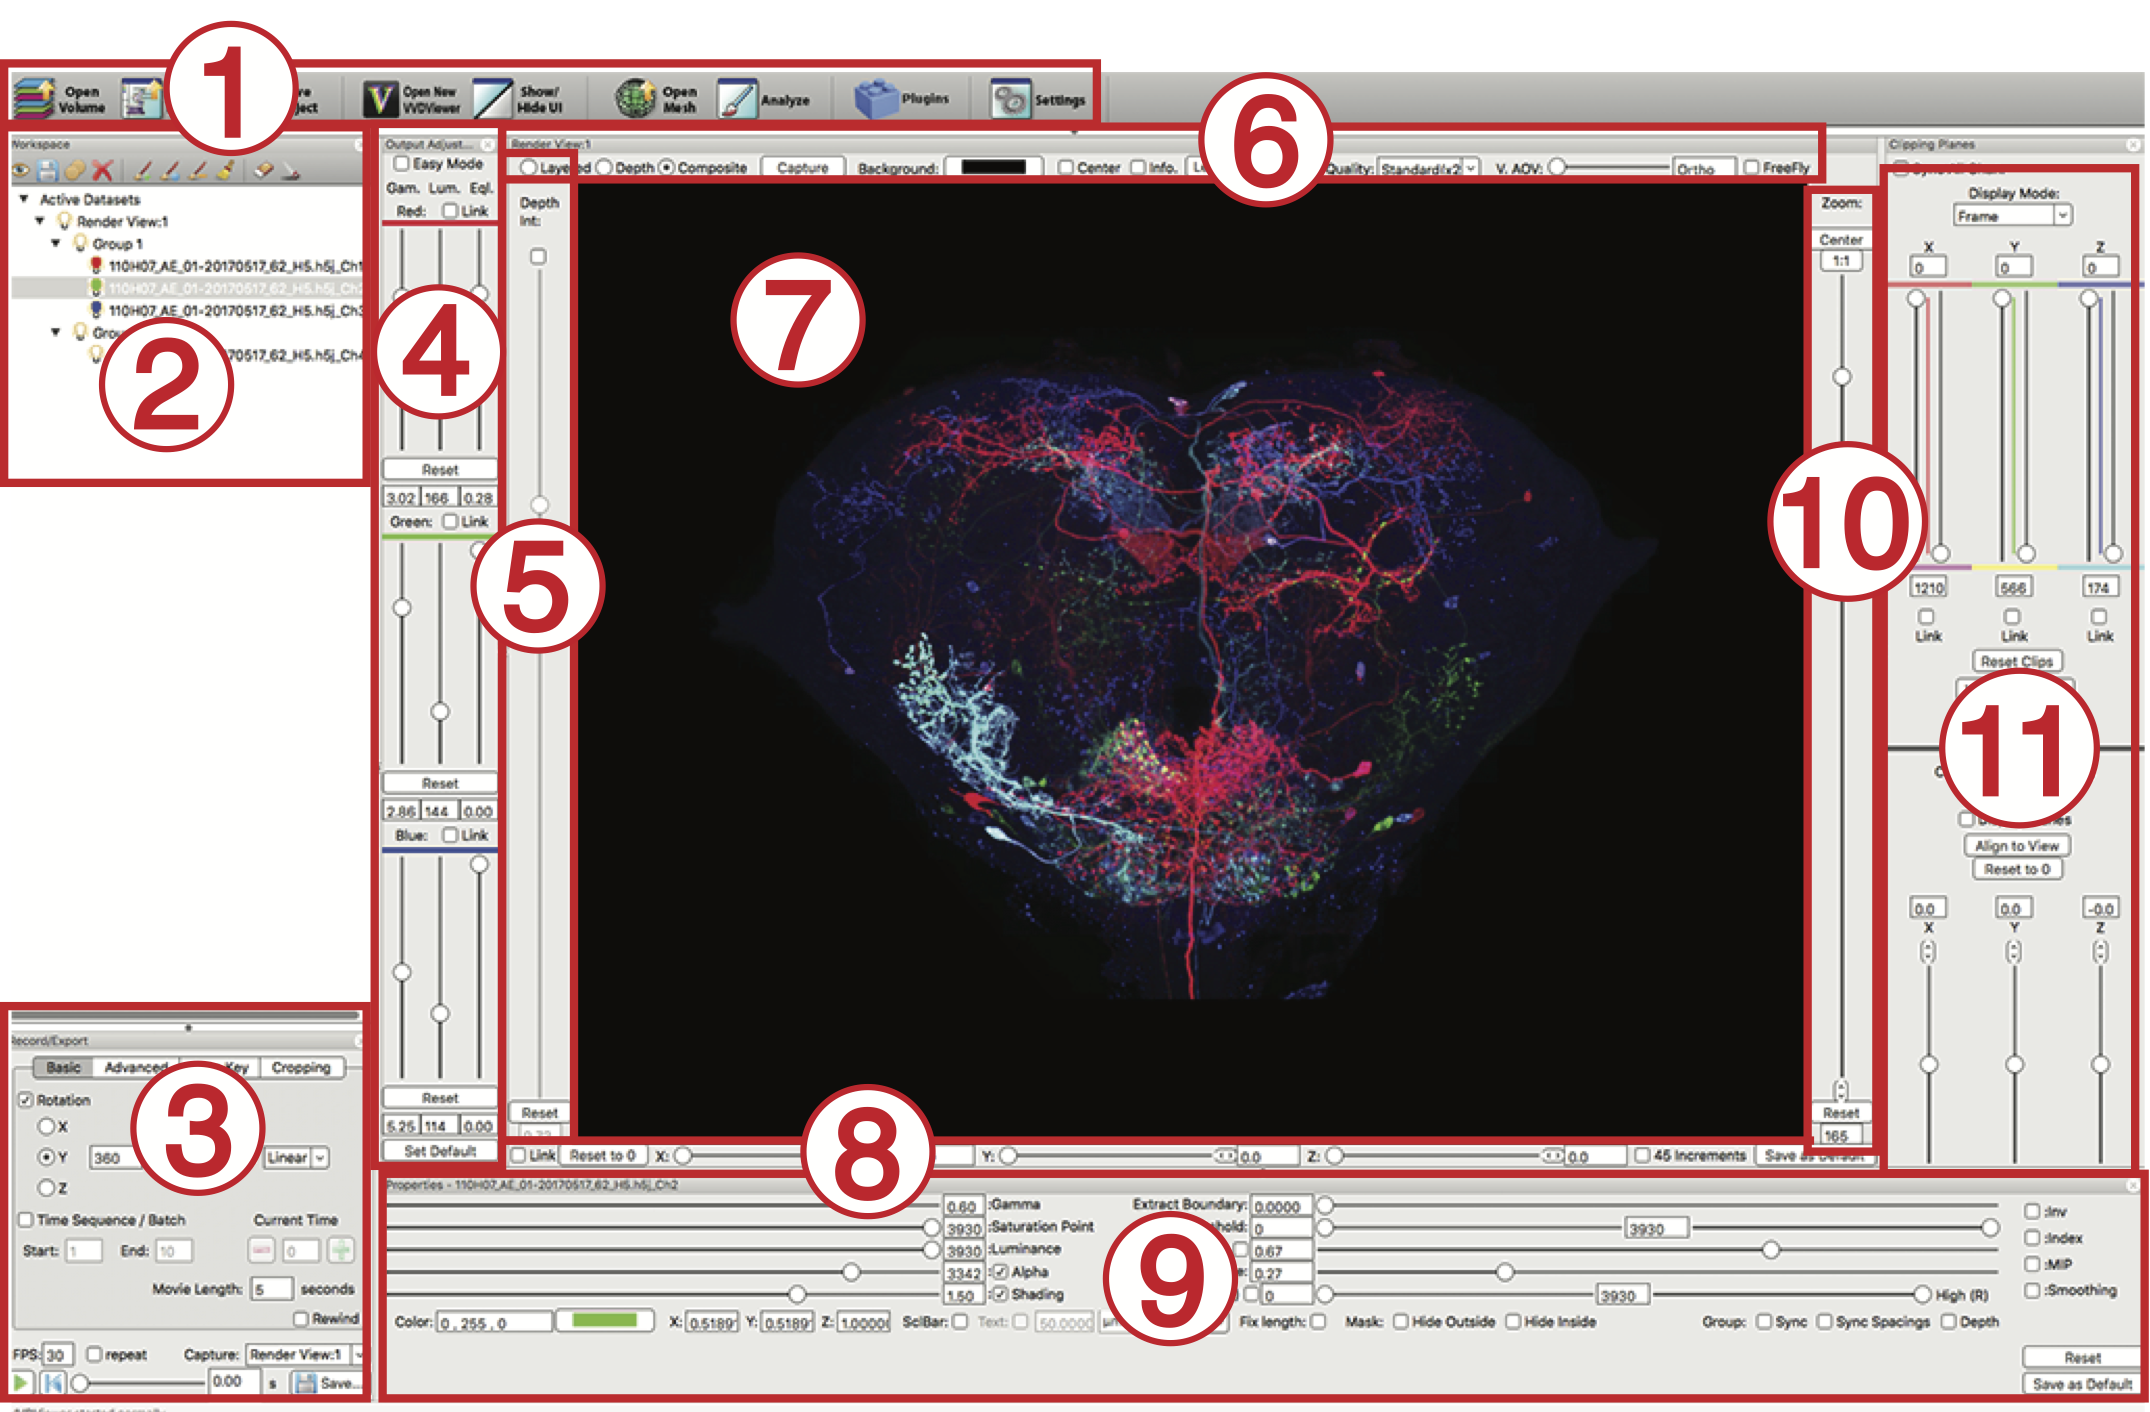 1
Open Volume
re ject
Open New VVDViewer
Show/ Hide UI
Open Mesh
Analyze
Plugins
Settings
Workspace
Active Datasets
Render View:1
Group 1
110H07_AE_01-20170517_62_H5.h5j_Ch1
110H07_AE_01-20170517_62_H5.h5j_Ch2
110H07_AE_01-20170517_62_H5.h5j_Ch3
Grou
70517_62_H5.h5j_Ch4
2
Record/Export
Basic Advanced Key Cropping
Rotation
X
Y 360 Linear
Z
3
Time Sequence / Batch Current Time
Start: 1 End: 10 0
Movie Length: 5 seconds
Rewind
FPS: 30 repeat Capture: Render View:1
0.00 s Save...
Output Adjust...
Easy Mode
Gam. Lum. Eql.
Red: Link
4
Reset
3.02 166 0.28
Green: Link
Reset
2.86 144 0.00
Blue: Link
Reset
5.25 114 0.00
Set Default
Render View:1
Layered Depth Composite Capture Background: Center Info.
6
Quality: Standard(x2 V. AOV: Ortho FreeFly
Depth
Int:
5
Reset
7
Zoom:
Center
1:1
10
Reset
165
Link Reset to 0 X:
8
Y: 0.0 Z: 0.0 45 Increments Save as Default
Clipping Planes
Display Mode:
Frame
X Y Z
0 0 0
1210 566 174
Link Link Link
Reset Clips
11
Align to View
Reset to 0
0.0 0.0 -0.0
X Y Z
Properties - 110H07_AE_01-20170517_62_H5.h5j_Ch2
0.60 :Gamma Extract Boundary: 0.0000 :Inv
3930 :Saturation Point hold: 0 3930
3930 :Luminance 0.67 :Index
3342 : Alpha e: 0.27 :MIP
1.50 : Shading 0 3930 High (R) :Smoothing
9
Color: 0 , 255 , 0 X: 0.5189 Y: 0.5189 Z: 1.0000 SclBar: Text: 50.000 Fix length: Mask: Hide Outside Hide Inside Group: Sync Sync Spacings Depth
Reset
Save as Default